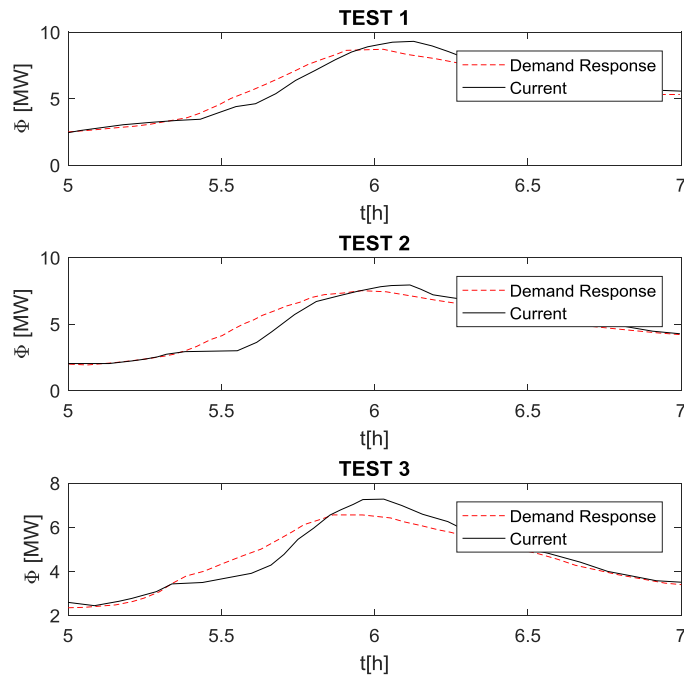 TEST 1
10
5
0
Φ [MW]
Demand Response
Current
5
5.5
6
6.5
7
t[h]
TEST 2
10
5
0
Φ [MW]
Demand Response
Current
5
5.5
6
6.5
7
t[h]
TEST 3
8
6
4
2
Φ [MW]
Demand Response
Current
5
5.5
6
6.5
7
t[h]